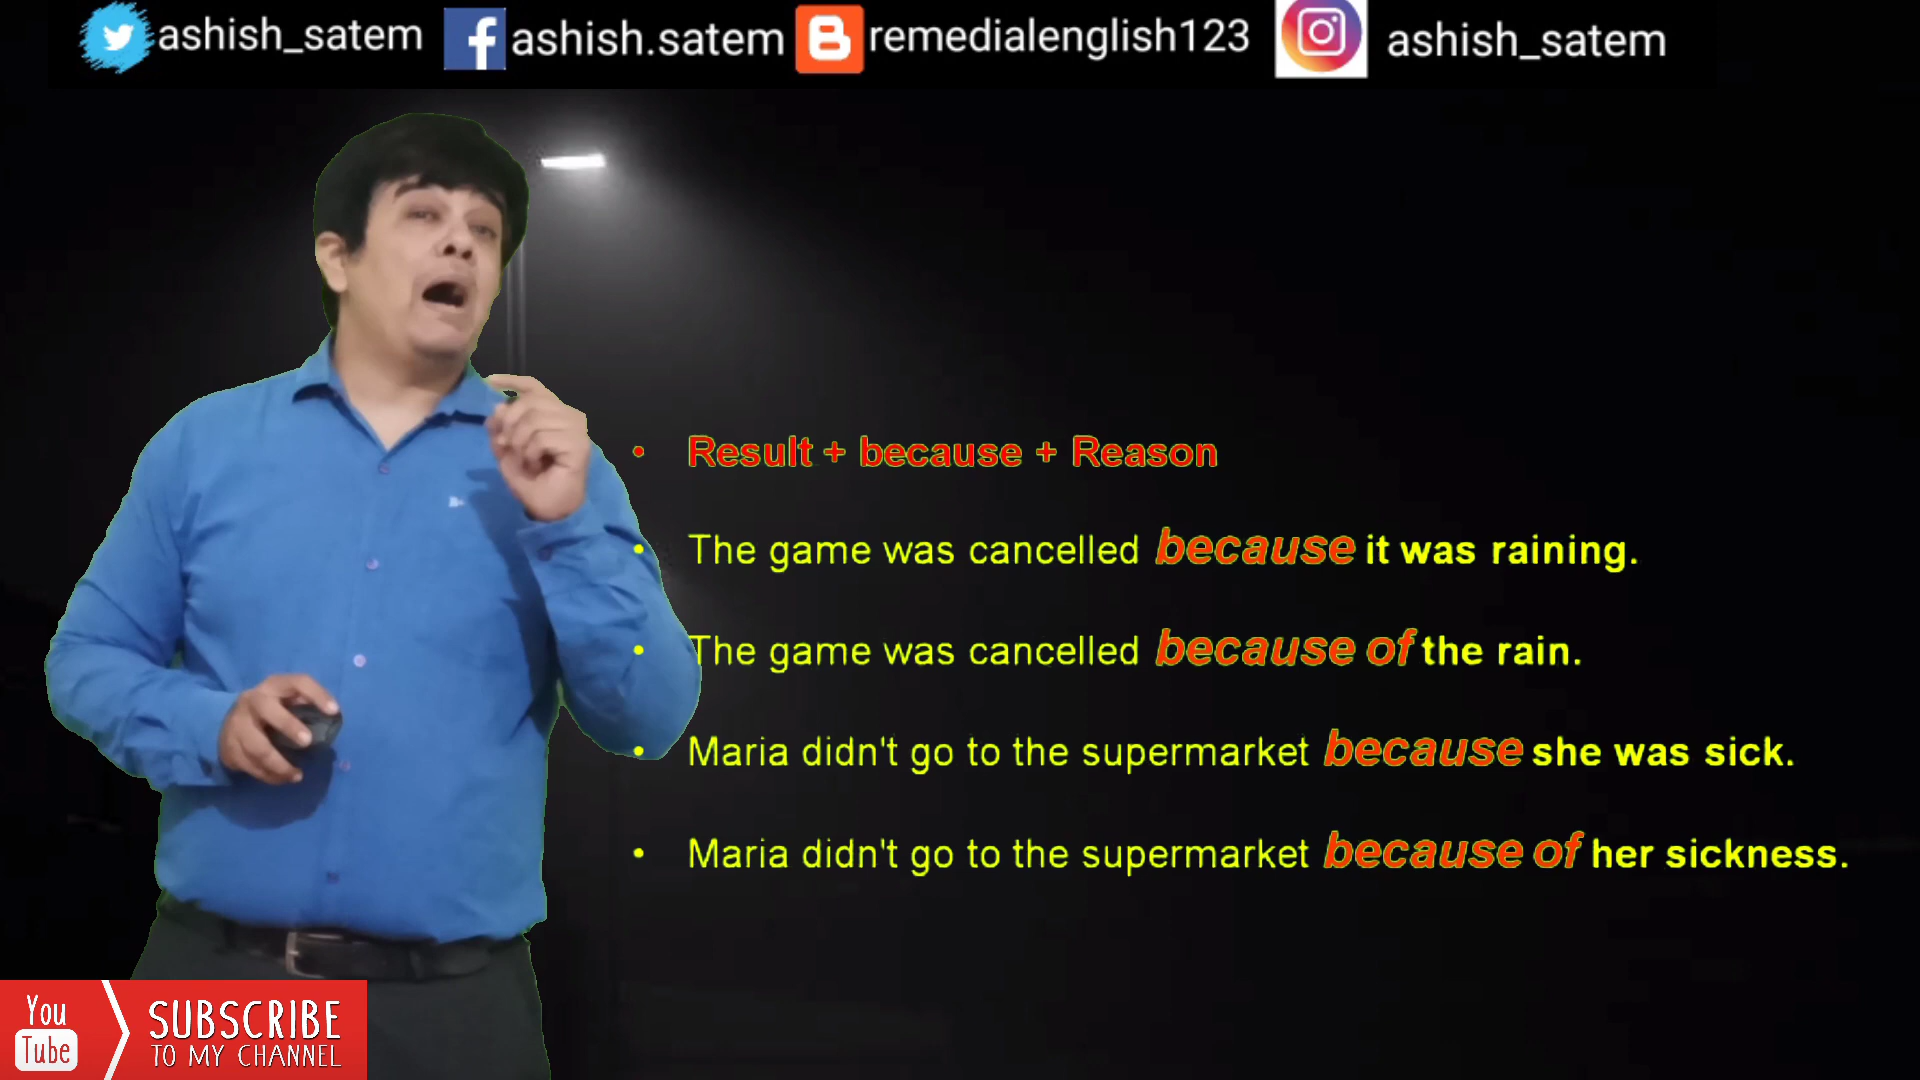 ashish_satem ashish.satem remedialenglish123 ashish_satem
• Result + because + Reason
• The game was cancelled because it was raining.
• The game was cancelled because of the rain.
• Maria didn't go to the supermarket because she was sick.
• Maria didn't go to the supermarket because of her sickness.
You
Tube
SUBSCRIBE
TO MY CHANNEL